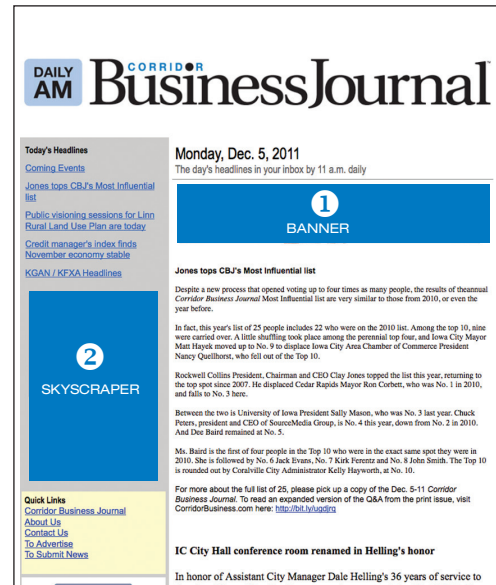 DAILY
AM
CORRIDOR
Business Journal
Today's Headlines
Coming Events
Jones tops CBJ's Most Influential
list
Public visioning sessions for Linn
Rural Land Use Plan are today
Credit manager's index finds
November economy stable
KGAN / KFXA Headlines
2
SKYSCRAPER
Quick Links
Corridor Business Journal
About Us
Contact Us
To Advertise
To Submit News
Monday, Dec. 5, 2011
The day's headlines in your inbox by 11 a.m. daily
1
BANNER
Jones tops CBJ's Most Influential list
Despite a new process that opened voting up to four times as many people, the results of theannual
Corridor Business Journal Most Influential list are very similar to those from 2010, or even the
year before.
In fact, this year's list of 25 people includes 22 who were on the 2010 list. Among the top 10, nine
were carried over. A little shuffling took place among the perennial top four, and Iowa City Mayor
Matt Hayek moved up to No. 9 to displace Iowa City Area Chamber of Commerce President
Nancy Quellhorst, who fell out of the Top 10.
Rockwell Collins President, Chairman and CEO Clay Jones topped the list this year, returning to
the top spot since 2007. He displaced Cedar Rapids Mayor Ron Corbett, who was No. 1 in 2010,
and falls to No. 3 here.
Between the two is University of Iowa President Sally Mason, who was No. 3 last year. Chuck
Peters, president and CEO of SourceMedia Group, is No. 4 this year, down from No. 2 in 2010.
And Dee Baird remained at No. 5.
Ms. Baird is the first of four people in the Top 10 who were in the exact same spot they were in
2010. She is followed by No. 6 Jack Evans, No. 7 Kirk Ferentz and No. 8 John Smith. The Top 10
is rounded out by Coralville City Administrator Kelly Hayworth, at No. 10.
For more about the full list of 25, please pick up a copy of the Dec. 5-11 Corridor
Business Journal. To read an expanded version of the Q&A from the print issue, visit
CorridorBusiness.com here: http://bit.ly/ugdjrq
IC City Hall conference room renamed in Helling's honor
In honor of Assistant City Manager Dale Helling's 36 years of service to